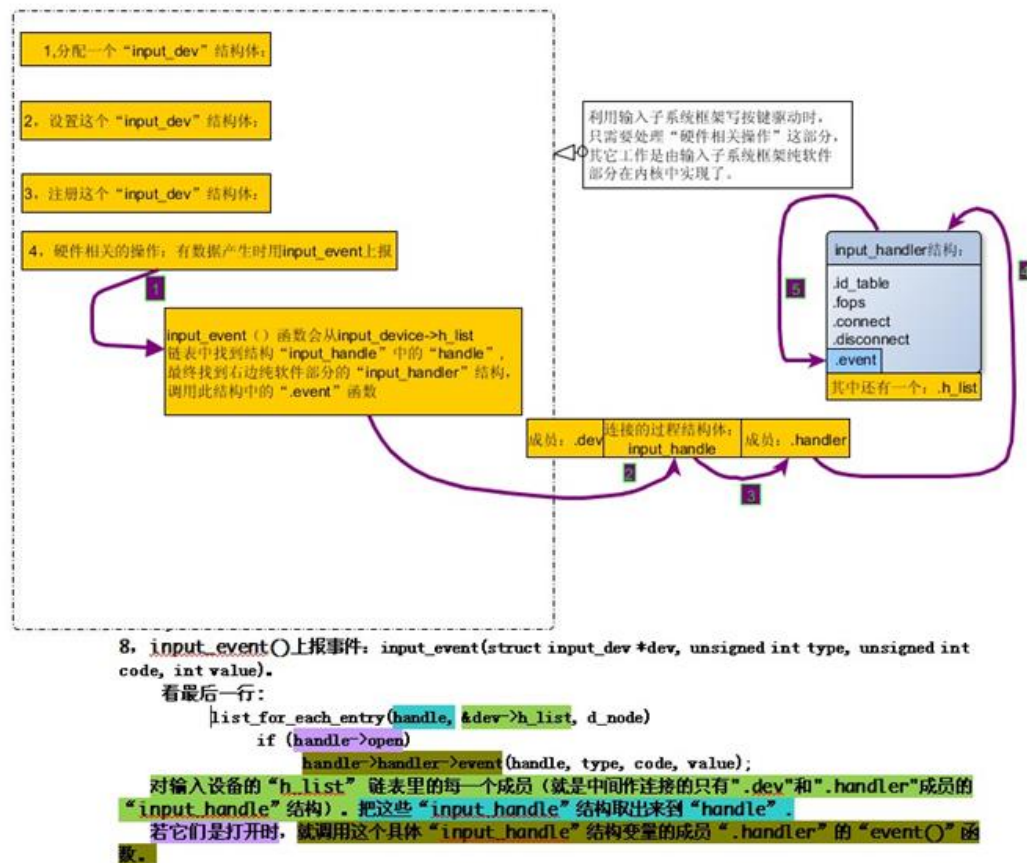 1,分配一个“input_dev”结构体：
2，设置这个“input_dev”结构体：
3，注册这个“input_dev”结构体：
4，硬件相关的操作：有数据产生时用input_event上报
1
input_event（）函数会从input_device->h_list
链表中找到结构“input_handle”中的“handle”，
最终找到右边纯软件部分的“input_handler”结构，
调用此结构中的“.event”函数
利用输入子系统框架写按键驱动时，
只需要处理“硬件相关操作”这部分，
其它工作是由输入子系统框架纯软件
部分在内核中实现了。
input_handler结构：
.id_table
.fops
.connect
.disconnect
.event
其中还有一个：.h_list
5
4
成员：.dev
连接的过程结构体：
input_handle
成员：.handler
2
3
8，input_event()上报事件：input_event(struct input_dev *dev, unsigned int type, unsigned int
code, int value)。
看最后一行：
list_for_each_entry(handle, &dev->h_list, d_node)
if (handle->open)
handle->handler->event(handle, type, code, value);
对输入设备的“h_list” 链表里的每一个成员（就是中间作连接的只有".dev"和".handler"成员的
“input_handle”结构）．把这些“input_handle”结构取出来到“handle”．
若它们是打开时，就调用这个具体“input_handle”结构变量的成员“.handler”的“event()”函
数。